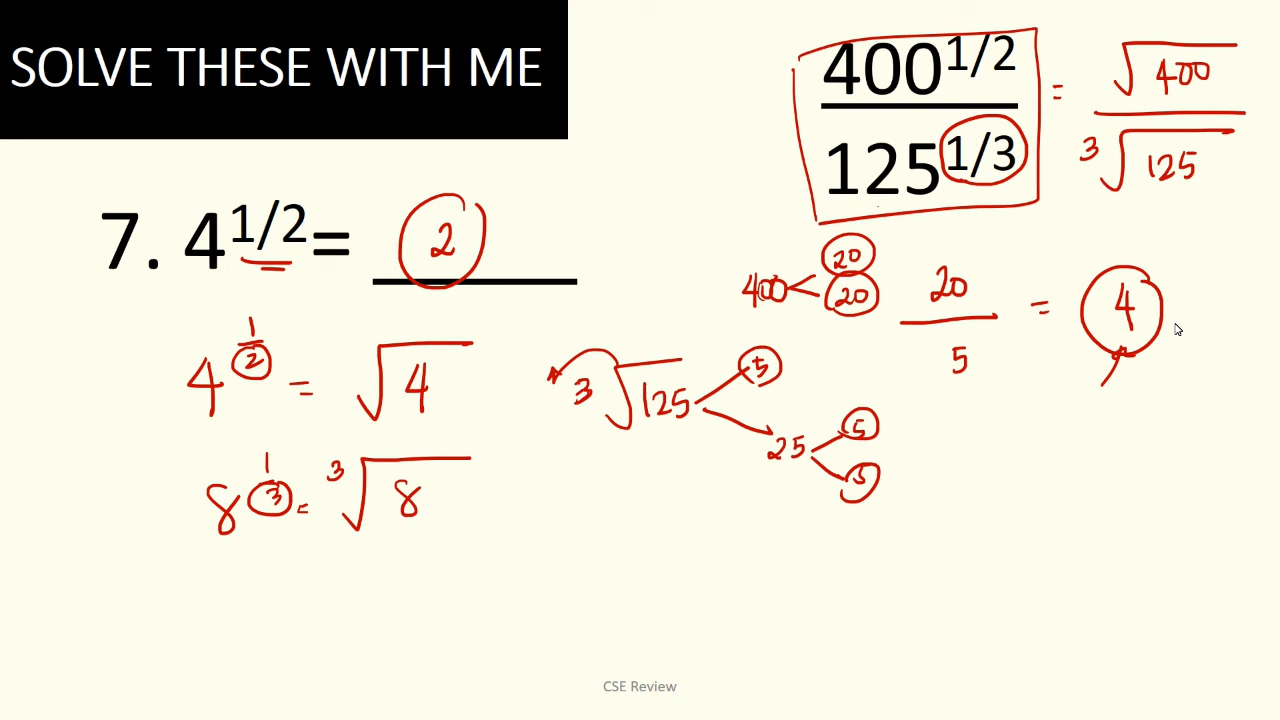 SOLVE THESE WITH ME
7. 4^1/2 = 2
4^1/2 = √4
8^1/3 = ³√8
400^1/2 / 125^1/3 = √400 / ³√125
400 < 20
20
20 / 5 = 4
³√125 5
25 5
5
CSE Review